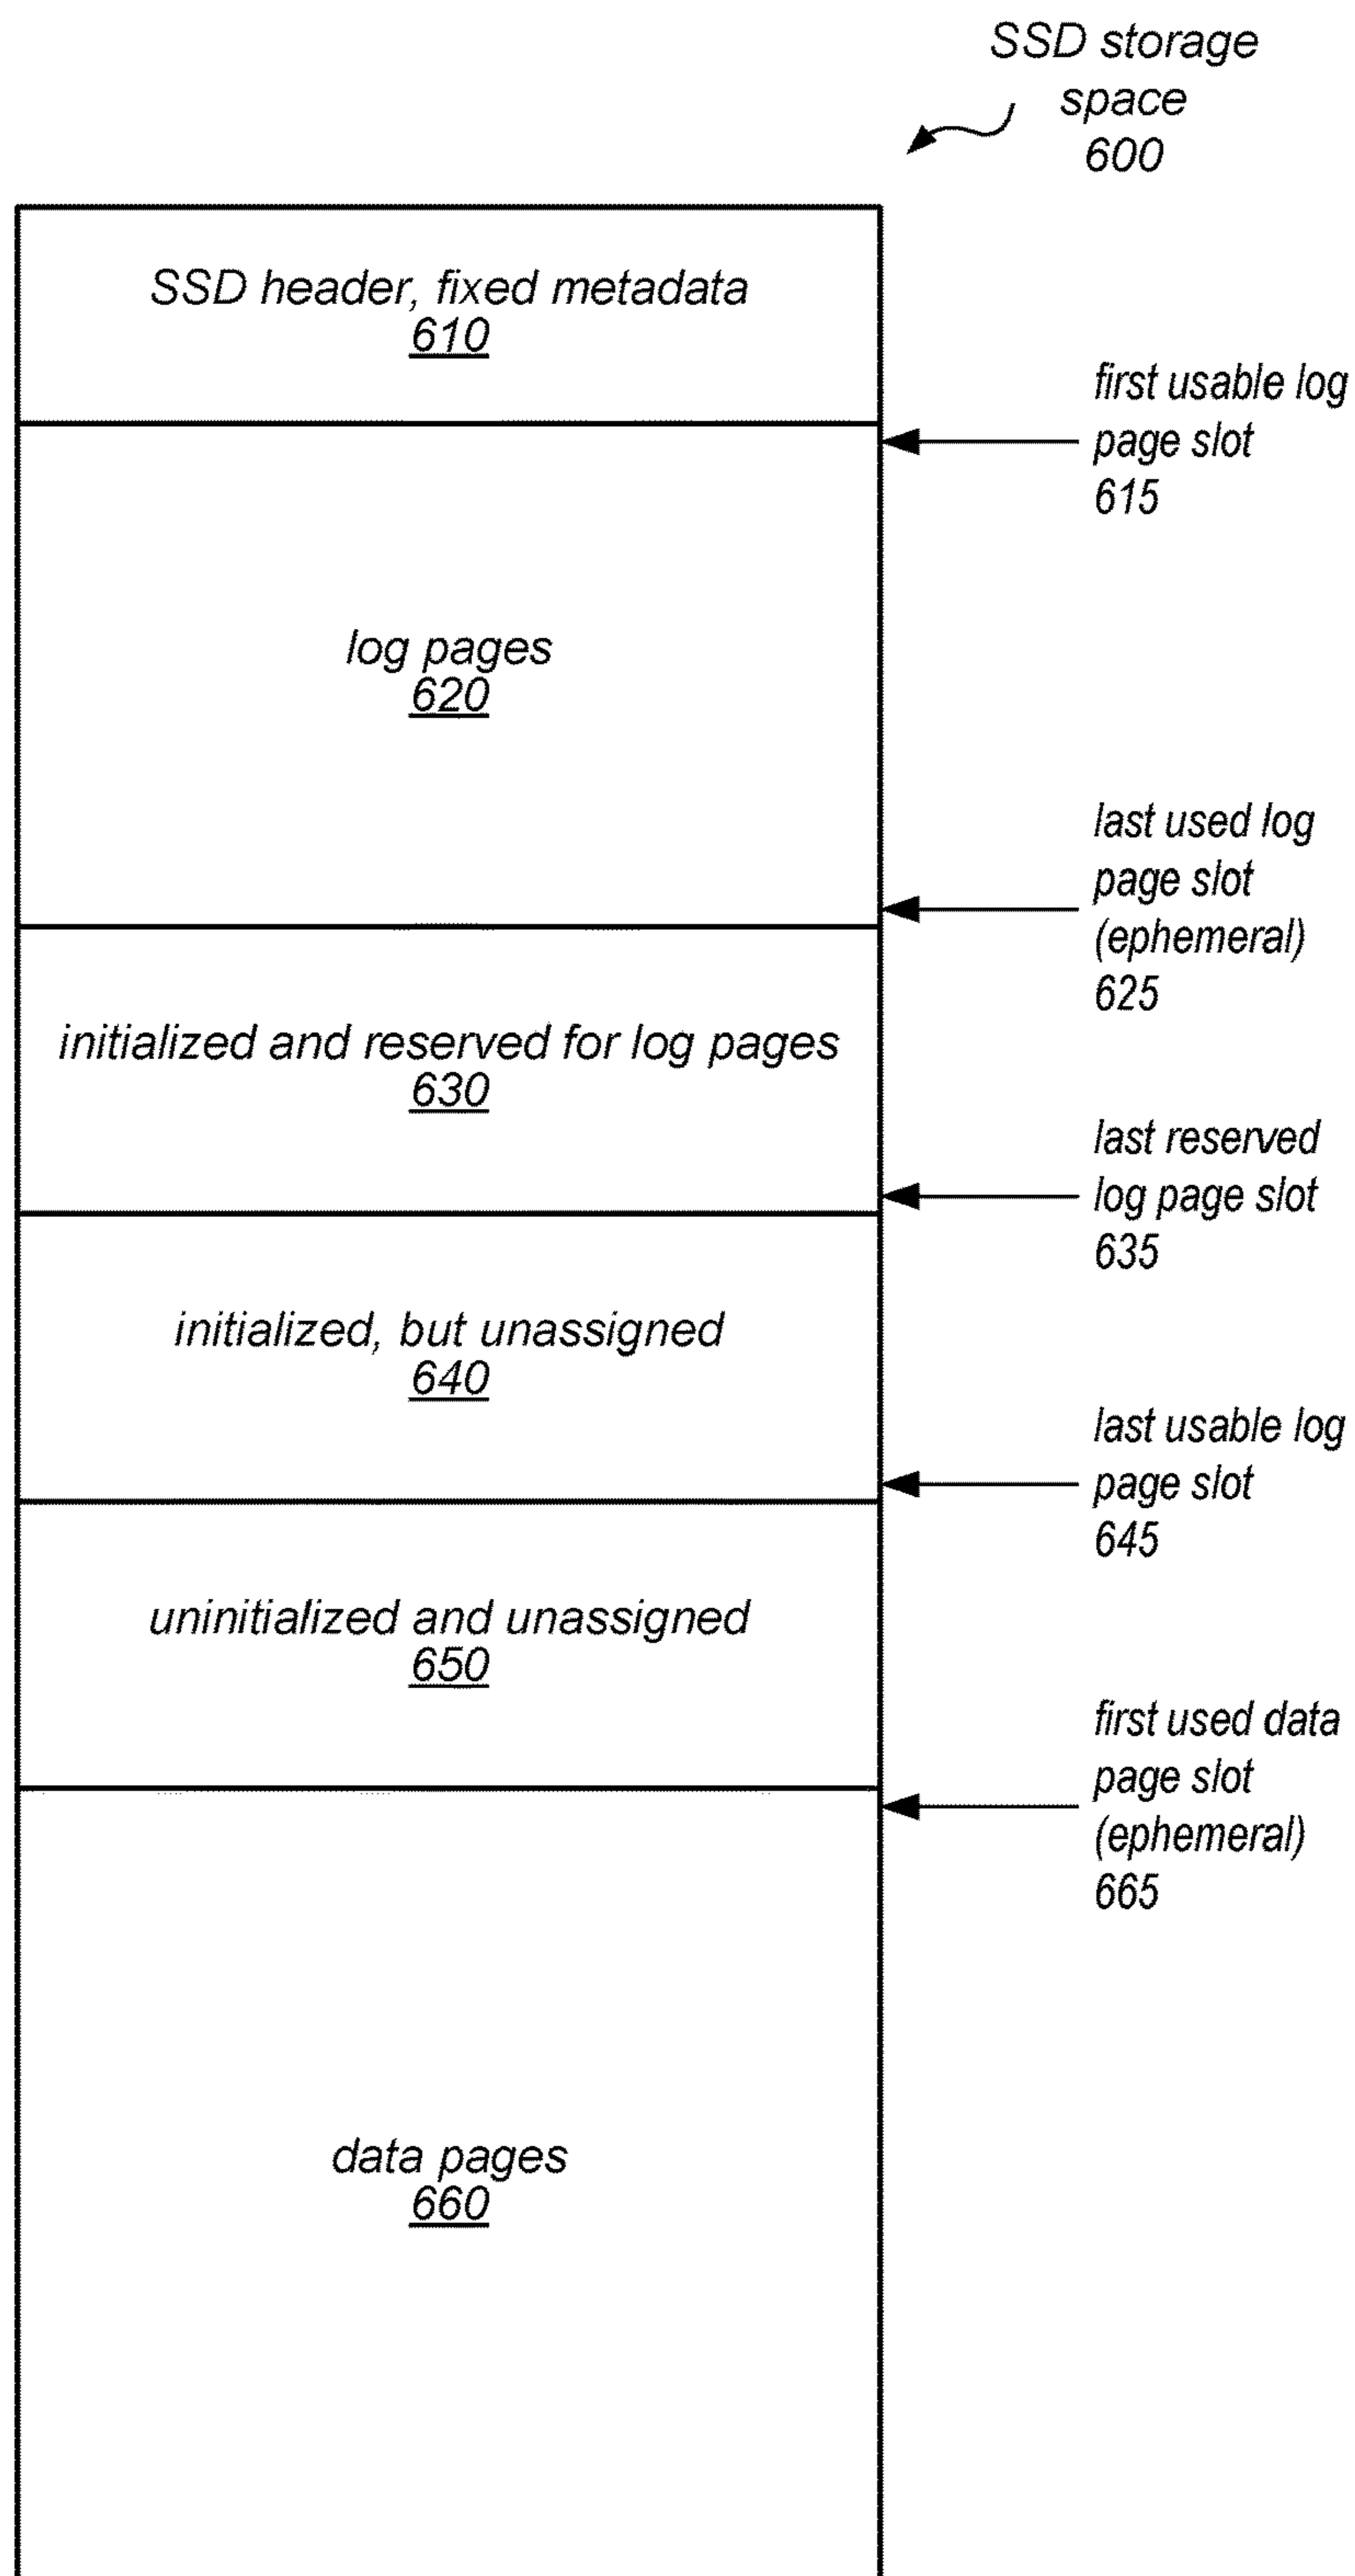 SSD storage
space
600
SSD header, fixed metadata
610
first usable log
page slot
615
log pages
620
last used log
page slot
(ephemeral)
625
initialized and reserved for log pages
630
last reserved
log page slot
635
initialized, but unassigned
640
last usable log
page slot
645
uninitialized and unassigned
650
first used data
page slot
(ephemeral)
665
data pages
660